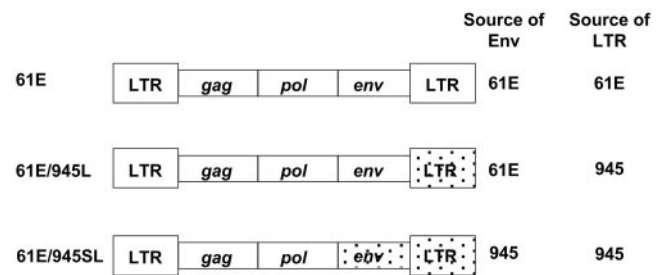 Source of Source of
Env LTR
61E LTR gag pol env LTR 61E 61E
61E/945L LTR gag pol env LTR 61E 945
61E/945SL LTR gag pol env LTR 945 945